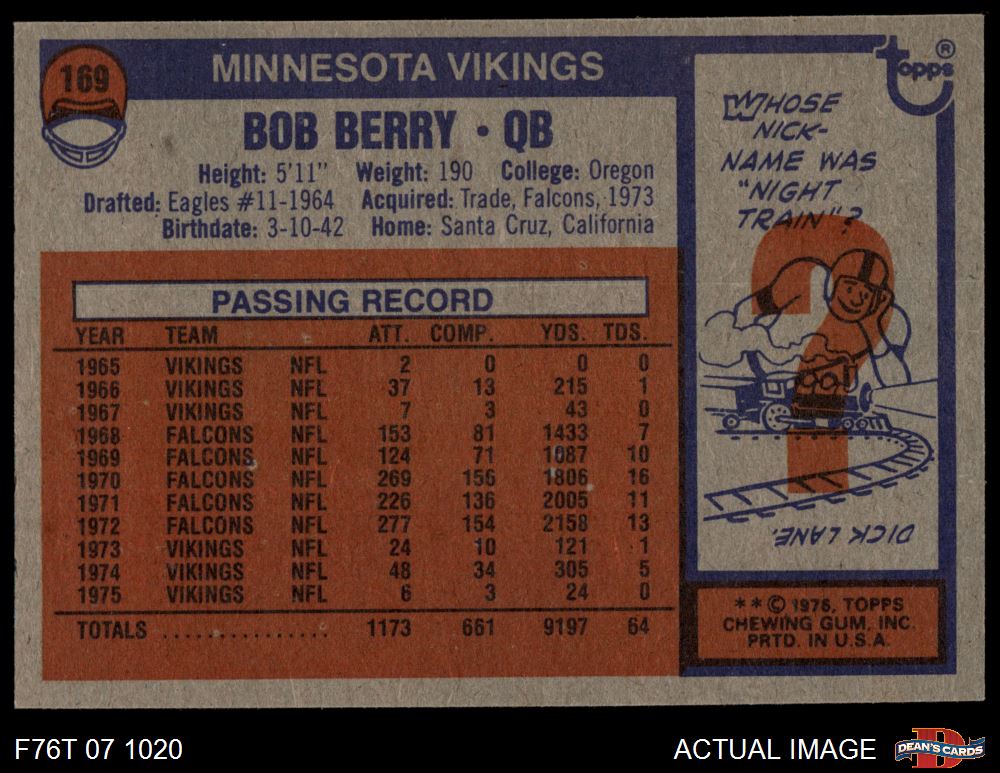 169
MINNESOTA VIKINGS
BOB BERRY · QB
Height: 5'11" Weight: 190 College: Oregon
Drafted: Eagles #11-1964 Acquired: Trade, Falcons, 1973
Birthdate: 3-10-42 Home: Santa Cruz, California
PASSING RECORD
YEAR TEAM ATT. COMP. YDS. TDS.
1965 VIKINGS NFL 2 0 0 0
1966 VIKINGS NFL 37 13 215 1
1967 VIKINGS NFL 7 3 43 0
1968 FALCONS NFL 153 81 1433 7
1969 FALCONS NFL 124 71 1087 10
1970 FALCONS NFL 269 156 1806 16
1971 FALCONS NFL 226 136 2005 11
1972 FALCONS NFL 277 154 2158 13
1973 VIKINGS NFL 24 10 121 1
1974 VIKINGS NFL 48 34 305 5
1975 VIKINGS NFL 6 3 24 0
TOTALS ................ 1173 661 9197 64
topps ®
WHOSE
NICK-
NAME WAS
"NIGHT
TRAIN"?
?
DICK LANE.
**© 1976, TOPPS
CHEWING GUM, INC.
PRTD. IN U.S.A.
F76T 07 1020
ACTUAL IMAGE
D
DEAN'S CARDS